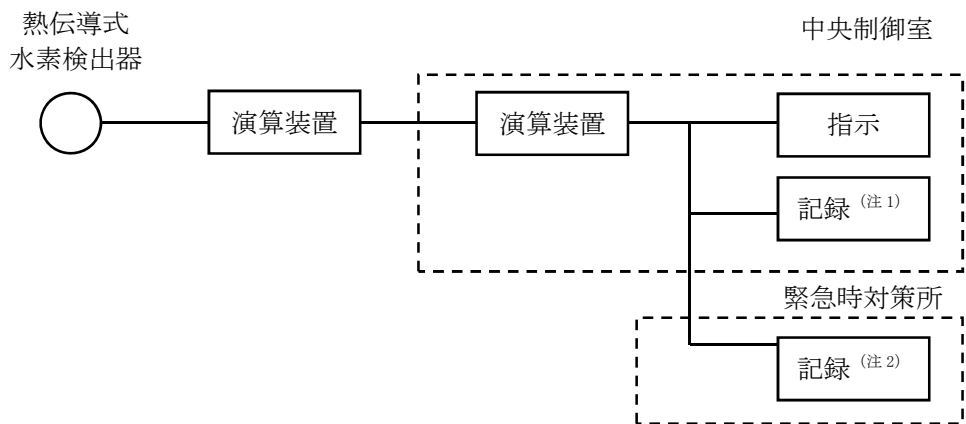 熱伝導式
水素検出器
中央制御室
演算装置
演算装置
指示
記録(注1)
緊急時対策所
記録(注2)